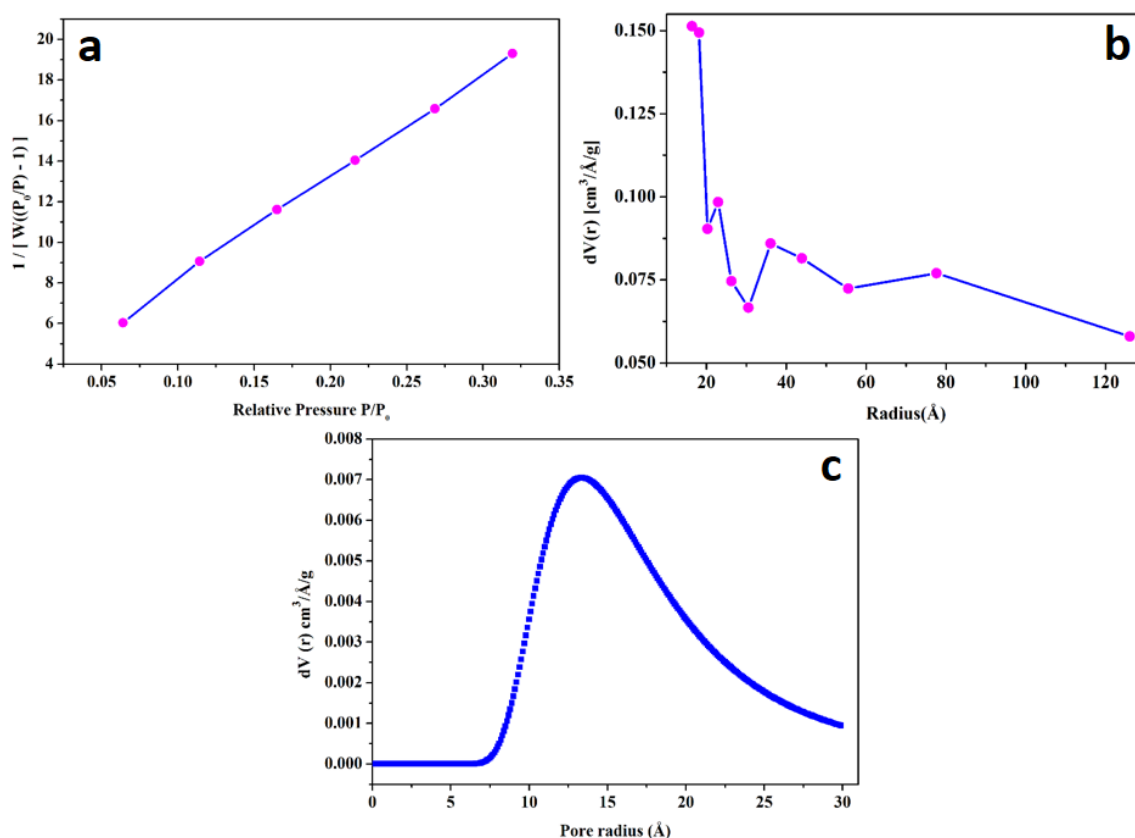 a
20
18
16
14
12
10
8
6
4
1 / [ W((P₀/P) - 1) ]
0.05 0.10 0.15 0.20 0.25 0.30 0.35
Relative Pressure P/P₀
b
0.150
0.125
0.100
0.075
0.050
dV(r) [cm³/Å/g]
20 40 60 80 100 120
Radius(Å)
c
0.008
0.007
0.006
0.005
0.004
0.003
0.002
0.001
0.000
dV (r) cm³/Å/g
0 5 10 15 20 25 30
Pore radius (Å)